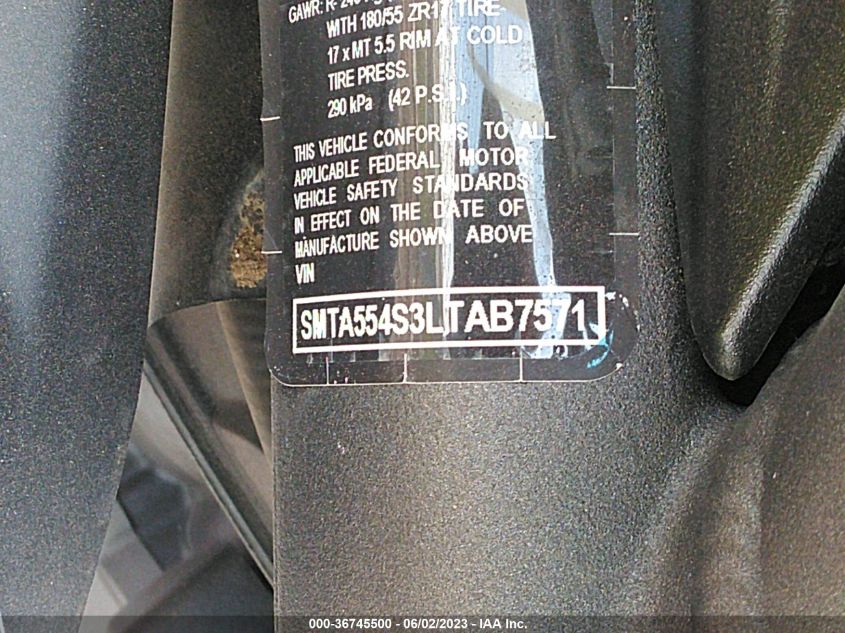 GAWR: R-
WITH 180/55 ZR17 TIRE
17 x MT 5.5 RIM AT COLD
TIRE PRESS.
290 kPa (42 P.S.I.)
THIS VEHICLE CONFORMS TO ALL
APPLICABLE FEDERAL MOTOR
VEHICLE SAFETY STANDARDS
IN EFFECT ON THE DATE OF
MANUFACTURE SHOWN ABOVE
VIN
SMTA554S3LTAB7571
000-36745500 - 06/02/2023 - IAA Inc.